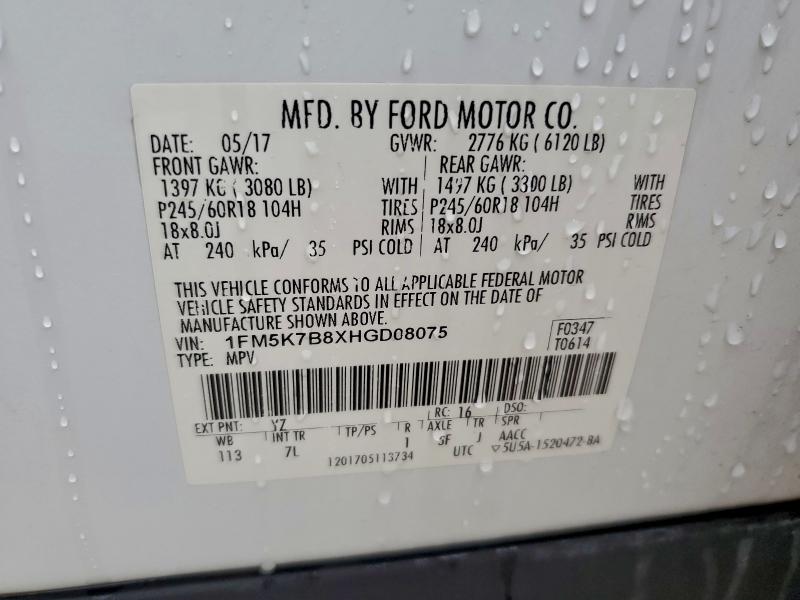 MFD. BY FORD MOTOR CO.
DATE: 05/17 GVWR: 2776 KG ( 6120 LB)
FRONT GAWR: REAR GAWR:
1397 KG ( 3080 LB) WITH 1497 KG ( 3300 LB) WITH
P245/60R18 104H TIRES P245/60R18 104H TIRES
18x8.0J RIMS 18x8.0J RIMS
AT 240 kPa/ 35 PSI COLD AT 240 kPa/ 35 PSI COLD
THIS VEHICLE CONFORMS TO ALL APPLICABLE FEDERAL MOTOR
VEHICLE SAFETY STANDARDS IN EFFECT ON THE DATE OF
MANUFACTURE SHOWN ABOVE.
VIN: 1FM5K7B8XHGD08075 F0347
TYPE: MPV T0614
EXT PNT: YZ RC: 16 DSO:
WB INT TR TP/PS R AXLE TR SPR
113 7L 1 SF J AACC
1201705113734 UTC 5U5A-1520472-BA